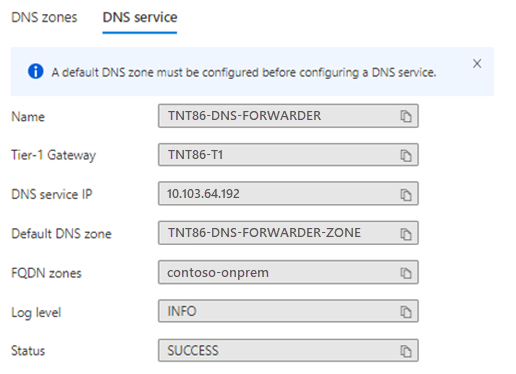 DNS zones DNS service
A default DNS zone must be configured before configuring a DNS service.
Name TNT86-DNS-FORWARDER
Tier-1 Gateway TNT86-T1
DNS service IP 10.103.64.192
Default DNS zone TNT86-DNS-FORWARDER-ZONE
FQDN zones contoso-onprem
Log level INFO
Status SUCCESS